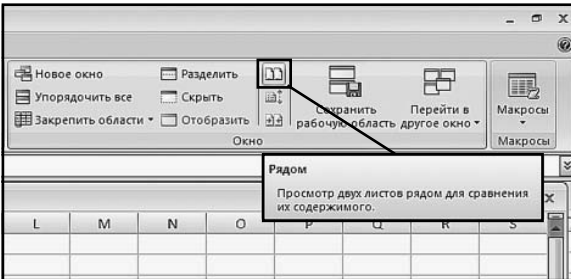 Новое окно
Упорядочить все
Закрепить области
Разделить
Скрыть
Отобразить
Сохранить
рабочую область
Перейти в
другое окно
Макросы
Окно
Макросы
Рядом
Просмотр двух листов рядом для сравнения
их содержимого.
L M N O P Q R S